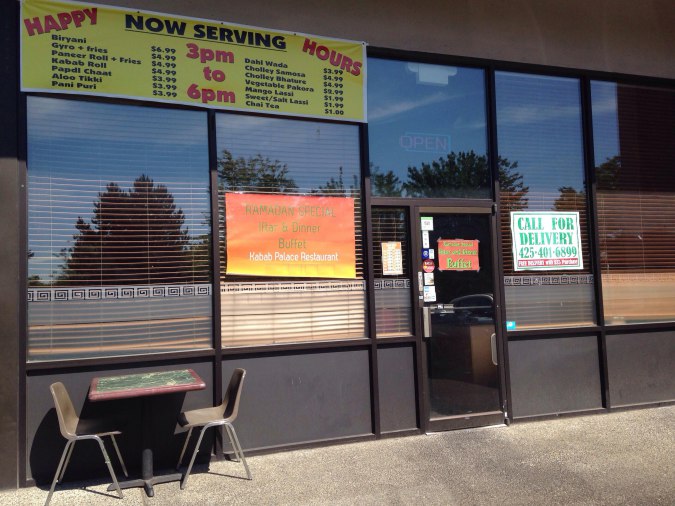 HAPPY NOW SERVING HOURS
3pm
to
6pm
Biryani $6.99
Gyro + fries $4.99
Paneer Roll + Fries $4.99
Kabab Roll $4.99
Papdi Chaat $3.99
Aloo Tikki $3.99
Pani Puri $3.99
Dahl Wada $3.99
Cholley Samosa $4.99
Cholley Bhature $4.99
Vegetable Pakora $2.99
Mango Lassi $1.99
Sweet/Salt Lassi $1.99
Chai Tea $1.00
OPEN
RAMADAN SPECIAL
Iftar & Dinner
Buffet
Kabab Palace Restaurant
Buffet
CALL FOR
DELIVERY
425-401-6899